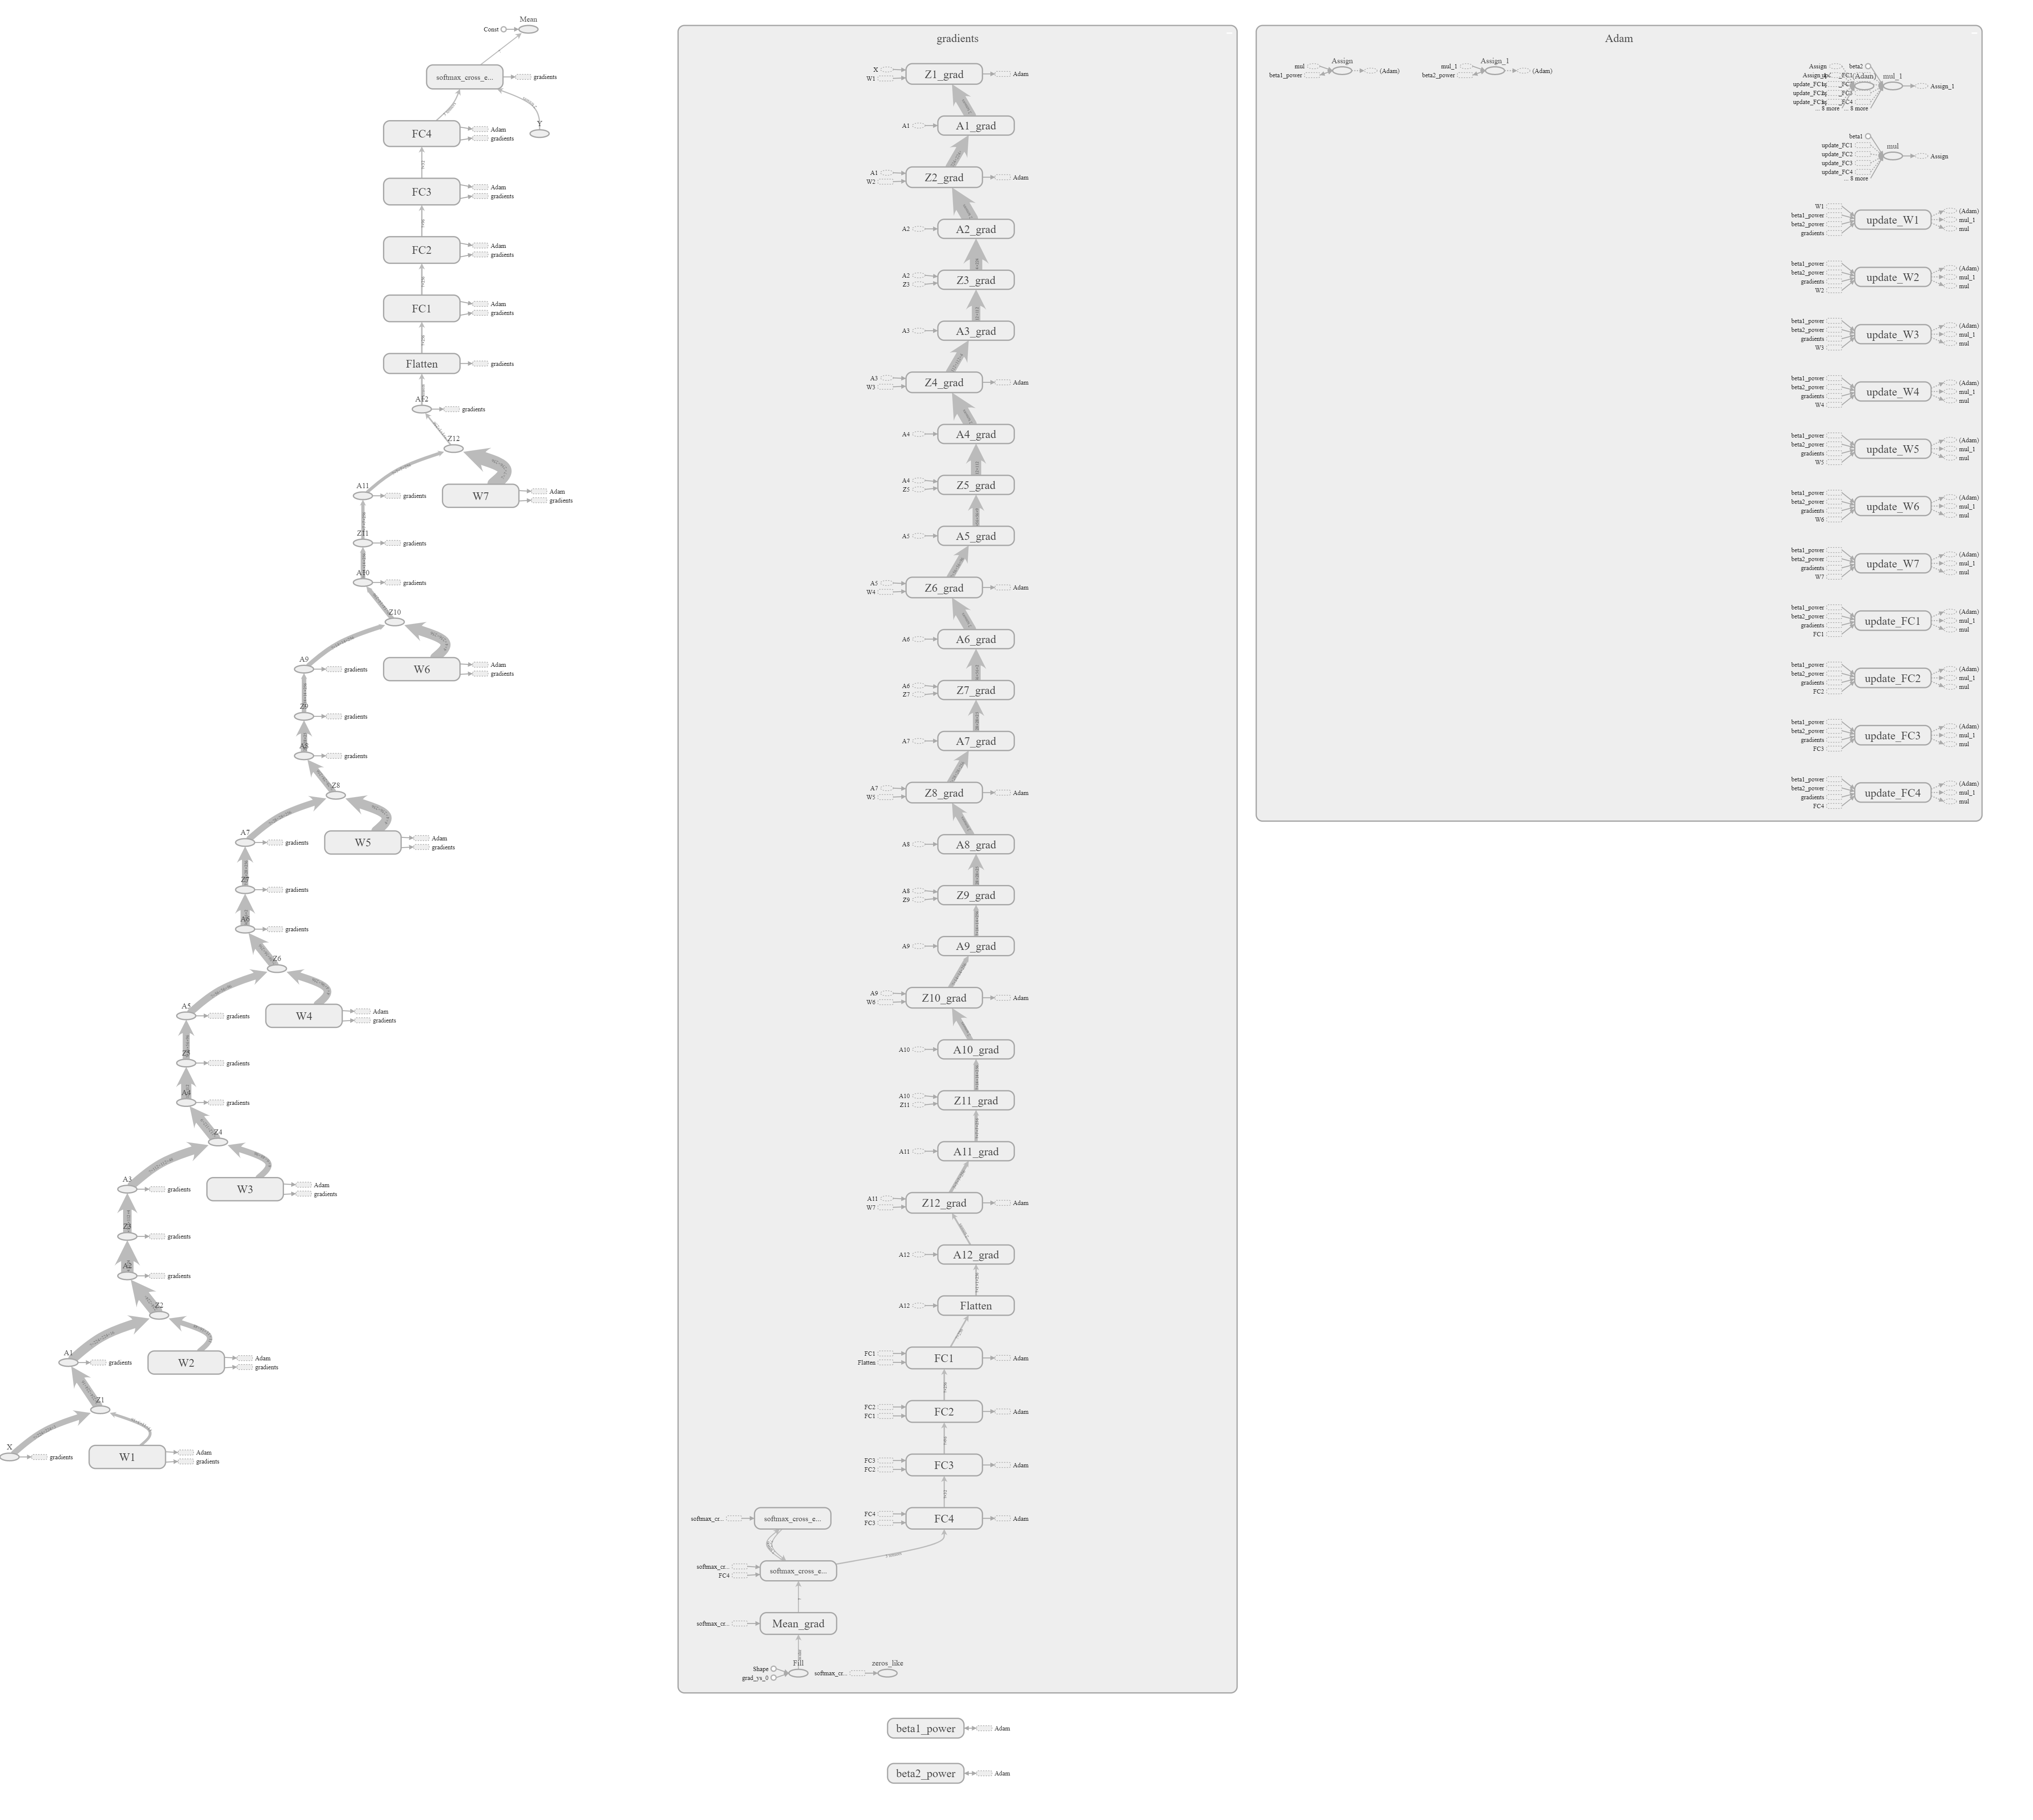 Mean
Const
softmax_cross_e...
gradients
FC4
Adam
gradients
Y
FC3
Adam
gradients
FC2
Adam
gradients
FC1
Adam
gradients
Flatten
gradients
A12
gradients
Z12
A11
gradients
W7
Adam
gradients
Z11
gradients
A10
gradients
Z10
A9
gradients
W6
Adam
gradients
Z9
gradients
A8
gradients
Z8
A7
gradients
W5
Adam
gradients
Z7
gradients
A6
gradients
Z6
A5
gradients
W4
Adam
gradients
Z5
gradients
A4
gradients
Z4
A3
gradients
W3
Adam
gradients
Z3
gradients
A2
gradients
Z2
A1
gradients
W2
Adam
gradients
Z1
X
gradients
W1
Adam
gradients
gradients
X
W1
Z1_grad
Adam
A1
A1_grad
A1
W2
Z2_grad
Adam
A2
A2_grad
A2
Z3
Z3_grad
A3
A3_grad
A3
W3
Z4_grad
Adam
A4
A4_grad
A4
Z5
Z5_grad
A5
A5_grad
A5
W4
Z6_grad
Adam
A6
A6_grad
A6
Z7
Z7_grad
A7
A7_grad
A7
W5
Z8_grad
Adam
A8
A8_grad
A8
Z9
Z9_grad
A9
A9_grad
A9
W6
Z10_grad
Adam
A10
A10_grad
A10
Z11
Z11_grad
A11
A11_grad
A11
W7
Z12_grad
Adam
A12
A12_grad
A12
Flatten
FC1
Flatten
FC1
Adam
FC2
FC1
FC2
Adam
FC3
FC2
FC3
Adam
softmax_cr...
softmax_cross_e...
FC4
FC3
FC4
Adam
softmax_cr...
FC4
softmax_cross_e...
softmax_cr...
Mean_grad
Shape
grad_ys_0
Fill
softmax_cr...
zeros_like
beta1_power
Adam
beta2_power
Adam
Adam
mul
beta1_power
Assign
(Adam)
mul_1
beta2_power
Assign_1
(Adam)
Assign
beta2
(Adam)
mul_1
Assign_1
... 8 more
... 8 more
beta1
update_FC1
update_FC2
update_FC3
update_FC4
... 8 more
mul
Assign
W1
beta1_power
beta2_power
gradients
update_W1
(Adam)
mul_1
mul
beta1_power
beta2_power
gradients
W2
update_W2
(Adam)
mul_1
mul
beta1_power
beta2_power
gradients
W3
update_W3
(Adam)
mul_1
mul
beta1_power
beta2_power
gradients
W4
update_W4
(Adam)
mul_1
mul
beta1_power
beta2_power
gradients
W5
update_W5
(Adam)
mul_1
mul
beta1_power
beta2_power
gradients
W6
update_W6
(Adam)
mul_1
mul
beta1_power
beta2_power
gradients
W7
update_W7
(Adam)
mul_1
mul
beta1_power
beta2_power
gradients
FC1
update_FC1
(Adam)
mul_1
mul
beta1_power
beta2_power
gradients
FC2
update_FC2
(Adam)
mul_1
mul
beta1_power
beta2_power
gradients
FC3
update_FC3
(Adam)
mul_1
mul
beta1_power
beta2_power
gradients
FC4
update_FC4
(Adam)
mul_1
mul